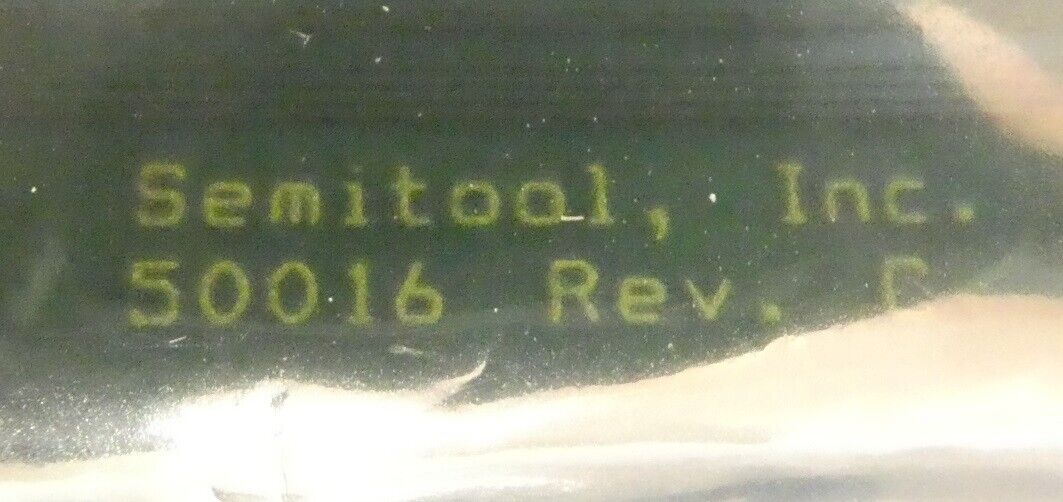 Semitool, Inc.
50016 Rev.